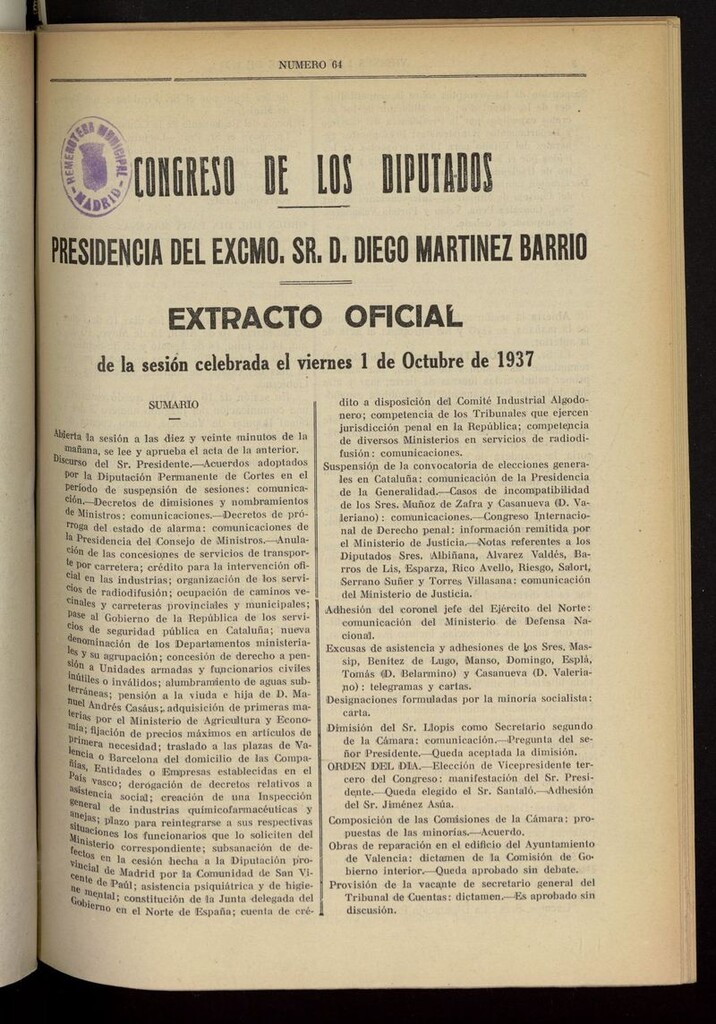 NUMERO 64
HEMEROTECA MUNICIPAL
MADRID
CONGRESO DE LOS DIPUTADOS
PRESIDENCIA DEL EXCMO. SR. D. DIEGO MARTINEZ BARRIO
EXTRACTO OFICIAL
de la sesión celebrada el viernes 1 de Octubre de 1937
SUMARIO
Abierta la sesión a las diez y veinte minutos de la
mañana, se lee y aprueba el acta de la anterior.
Discurso del Sr. Presidente.—Acuerdos adoptados
por la Diputación Permanente de Cortes en el
período de suspensión de sesiones: comunica-
ción.—Decretos de dimisiones y nombramientos
de Ministros: comunicaciones.—Decretos de pró-
rroga del estado de alarma: comunicaciones de
la Presidencia del Consejo de Ministros.—Anula-
ción de las concesiones de servicios de transpor-
te por carretera; crédito para la intervención ofi-
cial en las industrias; organización de los servi-
cios de radiodifusión; ocupación de caminos ve-
cinales y carreteras provinciales y municipales;
pase al Gobierno de la República de los servi-
cios de seguridad pública en Cataluña; nueva
denominación de los Departamentos ministeria-
les y su agrupación; concesión de derecho a pen-
sión a Unidades armadas y funcionarios civiles
inútiles o inválidos; alumbramiento de aguas sub-
terráneas; pensión a la viuda e hija de D. Ma-
nuel Andrés Casáus; adquisición de primeras ma-
terias por el Ministerio de Agricultura y Econo-
mía; fijación de precios máximos en artículos de
primera necesidad; traslado a las plazas de Va-
lencia o Barcelona del domicilio de las Compa-
ñías, Entidades o Empresas establecidas en el
País vasco; derogación de decretos relativos a
asistencia social; creación de una Inspección
general de industrias químicofarmacéuticas y
anejas; plazo para reintegrarse a sus respectivas
situaciones los funcionarios que lo soliciten del
Ministerio correspondiente; subsanación de de-
fectos en la cesión hecha a la Diputación pro-
vincial de Madrid por la Comunidad de San Vi-
cente de Paúl; asistencia psiquiátrica y de higie-
ne mental; constitución de la Junta delegada del
Gobierno en el Norte de España; cuenta de cré-
dito a disposición del Comité Industrial Algodo-
nero; competencia de los Tribunales que ejercen
jurisdicción penal en la República; competencia
de diversos Ministerios en servicios de radiodi-
fusión: comunicaciones.
Suspensión de la convocatoria de elecciones genera-
les en Cataluña: comunicación de la Presidencia
de la Generalidad.—Casos de incompatibilidad
de los Sres. Muñoz de Zafra y Casanueva (D. Va-
leriano): comunicaciones.—Congreso Internacio-
nal de Derecho penal: información remitida por
el Ministerio de Justicia.—Notas referentes a los
Diputados Sres. Albiñana, Alvarez Valdés, Ba-
rros de Lis, Esparza, Rico Avello, Riesgo, Salort,
Serrano Suñer y Torres Villasana: comunicación
del Ministerio de Justicia.
Adhesión del coronel jefe del Ejército del Norte:
comunicación del Ministerio de Defensa Na-
cional.
Excusas de asistencia y adhesiones de los Sres. Mas-
sip, Benítez de Lugo, Manso, Domingo, Esplá,
Tomás (D. Belarmino) y Casanueva (D. Valeria-
no): telegramas y cartas.
Designaciones formuladas por la minoría socialista:
carta.
Dimisión del Sr. Llopis como Secretario segundo
de la Cámara: comunicación.—Pregunta del se-
ñor Presidente.—Queda aceptada la dimisión.
ORDEN DEL DIA.—Elección de Vicepresidente ter-
cero del Congreso: manifestación del Sr. Presi-
dente.—Queda elegido el Sr. Santaló.—Adhesión
del Sr. Jiménez Asúa.
Composición de las Comisiones de la Cámara: pro-
puestas de las minorías.—Acuerdo.
Obras de reparación en el edificio del Ayuntamiento
de Valencia: dictamen de la Comisión de Go-
bierno interior.—Queda aprobado sin debate.
Provisión de la vacante de secretario general del
Tribunal de Cuentas: dictamen.—Es aprobado sin
discusión.